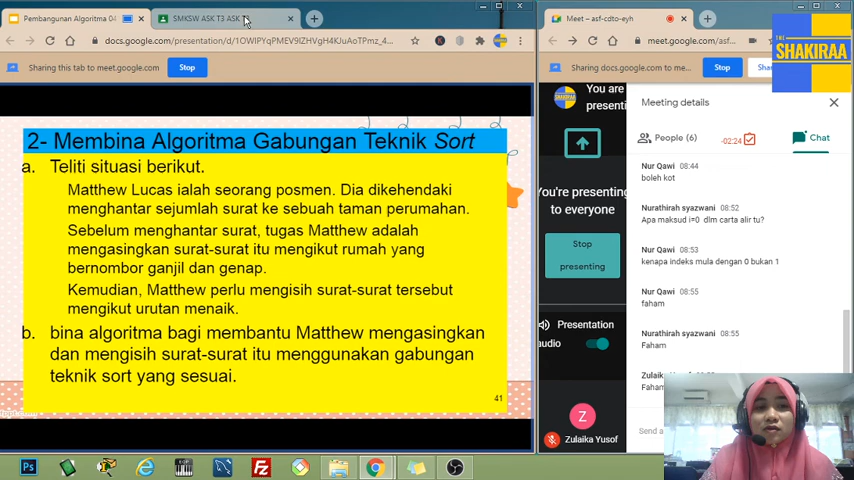 Pembangunan Algoritma 04
SMKSW ASK T3 ASK
docs.google.com/presentation/d/1OWIPYqPMEV9IZHVgH4KJuAoTPmz_4
Sharing this tab to meet.google.com
Stop
2- Membina Algoritma Gabungan Teknik Sort
a. Teliti situasi berikut.
Matthew Lucas ialah seorang posmen. Dia dikehendaki
menghantar sejumlah surat ke sebuah taman perumahan.
Sebelum menghantar surat, tugas Matthew adalah
mengasingkan surat-surat itu mengikut rumah yang
bernombor ganjil dan genap.
Kemudian, Matthew perlu mengisih surat-surat tersebut
mengikut urutan menaik.
b. bina algoritma bagi membantu Matthew mengasingkan
dan mengisih surat-surat itu menggunakan gabungan
teknik sort yang sesuai.
41
Ps
Meet – asf-cdto-eyh
meet.google.com/asf
Sharing docs.google.com to me...
Stop
Shar
THE
SHAKIRAA
You are
presenti
You're presenting
to everyone
Stop
presenting
Presentation
audio
Z
Zulaika Yusof
Meeting details
People (6)
-02:24
Chat
Nur Qawi 08:44
boleh kot
Nurathirah syazwani 08:52
Apa maksud i=0 dlm carta alir tu?
Nur Qawi 08:53
kenapa indeks mula dengan 0 bukan 1
Nur Qawi 08:55
faham
Nurathirah syazwani 08:55
Faham
Zulaika
Faham
Send a